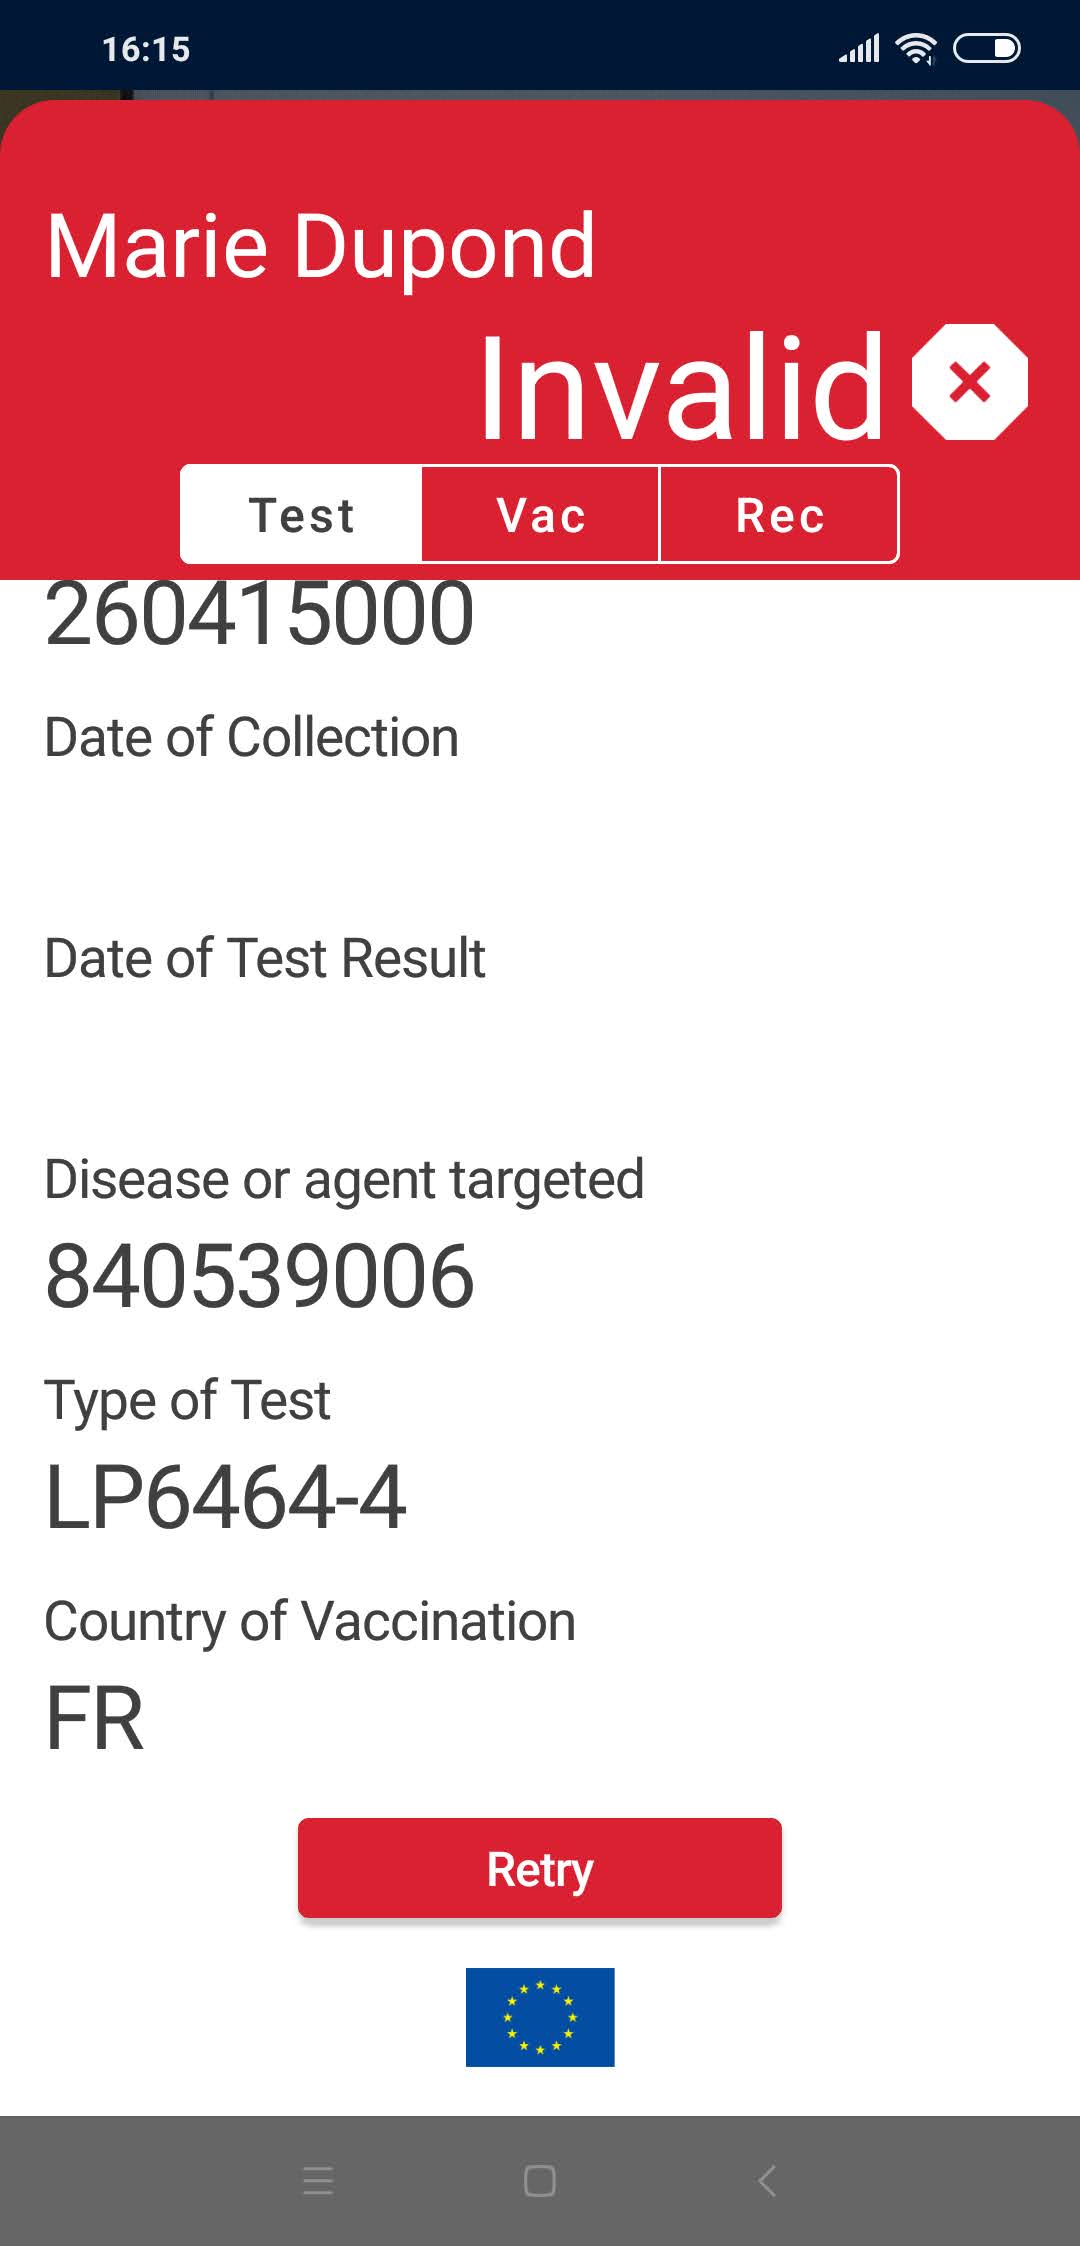 16:15
Marie Dupond
Invalid
Test Vac Rec
260415000
Date of Collection
Date of Test Result
Disease or agent targeted
840539006
Type of Test
LP6464-4
Country of Vaccination
FR
Retry